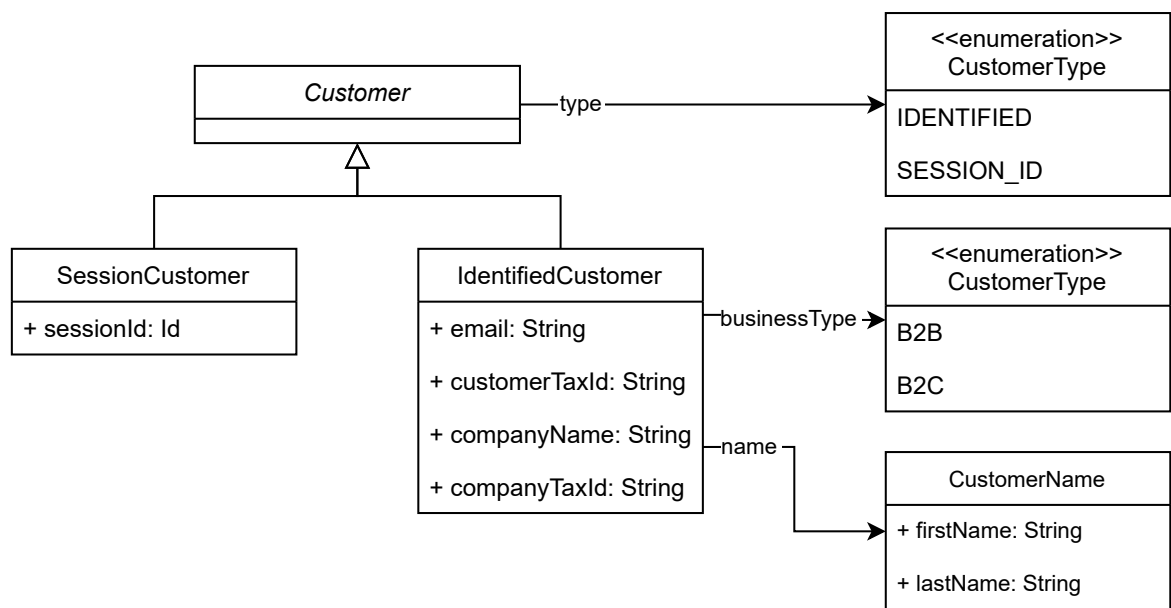 <<enumeration>>
CustomerType
IDENTIFIED
SESSION_ID
Customer
type
SessionCustomer
+ sessionId: Id
IdentifiedCustomer
+ email: String
+ customerTaxId: String
+ companyName: String
+ companyTaxId: String
businessType
name
<<enumeration>>
CustomerType
B2B
B2C
CustomerName
+ firstName: String
+ lastName: String